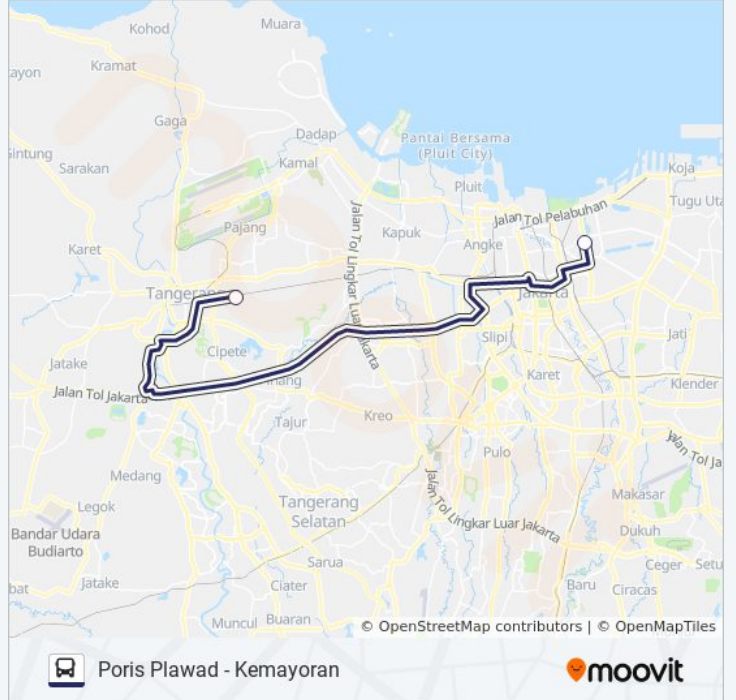 Kohod
Muara
ayon
Kramat
Gaga
Dadap
Pantai Bersama
(Pluit City)
intung
Sarakan
Kamal
Koja
Pluit
Tugu Uta
Jalan Tol Pelabuhan
Pajang
Kapuk
Angke
Karet
Jalan Tol Lingkar Luar Jakarta
Tangerang
Jakarta
Cipete
Slipi
Jati
Jatake
Karet
Klender
Jalan Tol Jakarta
nang
Kreo
Tajur
Pulo
Wan Tol Ja
Medang
Jalan Tol Lingkar Luar Jakarta
Makasar
Legok
Tangerang
Selatan
Bandar Udara
Budiarto
Dukuh
Sarua
Ceger
Setu
bat
Jatake
Ciater
Baru
Ciracas
Muncul
Buaran
© OpenStreetMap contributors | © OpenMapTiles
Poris Plawad - Kemayoran
moovit